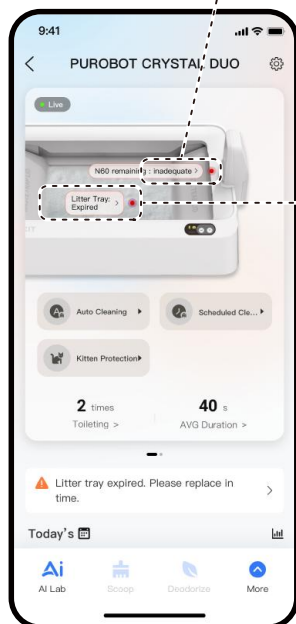 9:41
PUROBOT CRYSTAL DUO
Live
N60 remaining : inadequate >
Litter Tray: >
Expired
Auto Cleaning
Scheduled Cle...
Kitten Protection
2 times
Toileting >
40 s
AVG Duration >
Litter tray expired. Please replace in
time.
Today's
AI Lab
Scoop
Deodorize
More